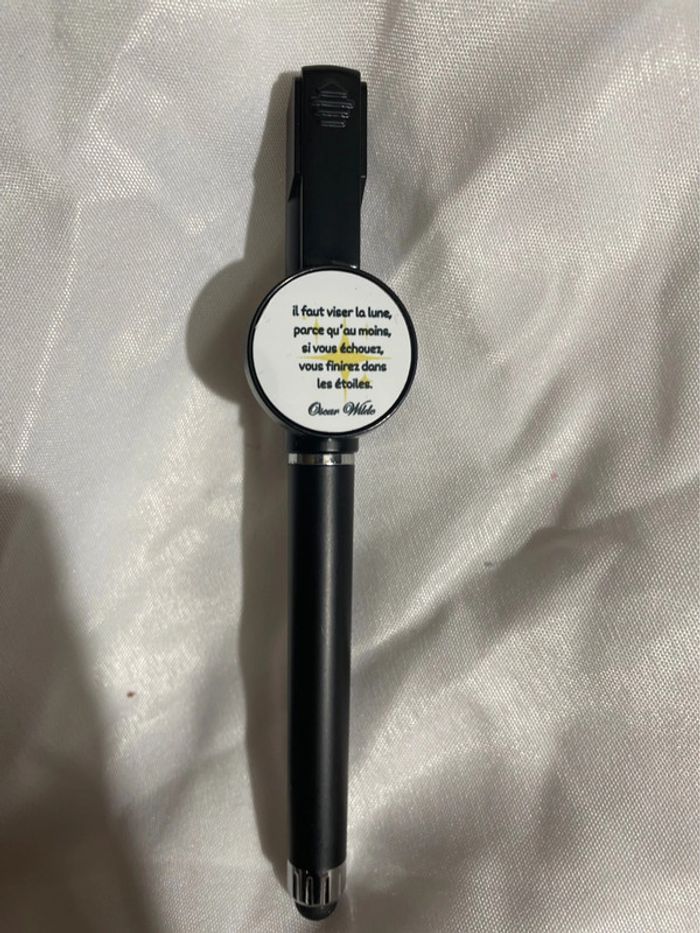 il faut viser la lune,
parce qu'au moins,
si vous échouez,
vous finirez dans
les étoiles.
Oscar Wilde